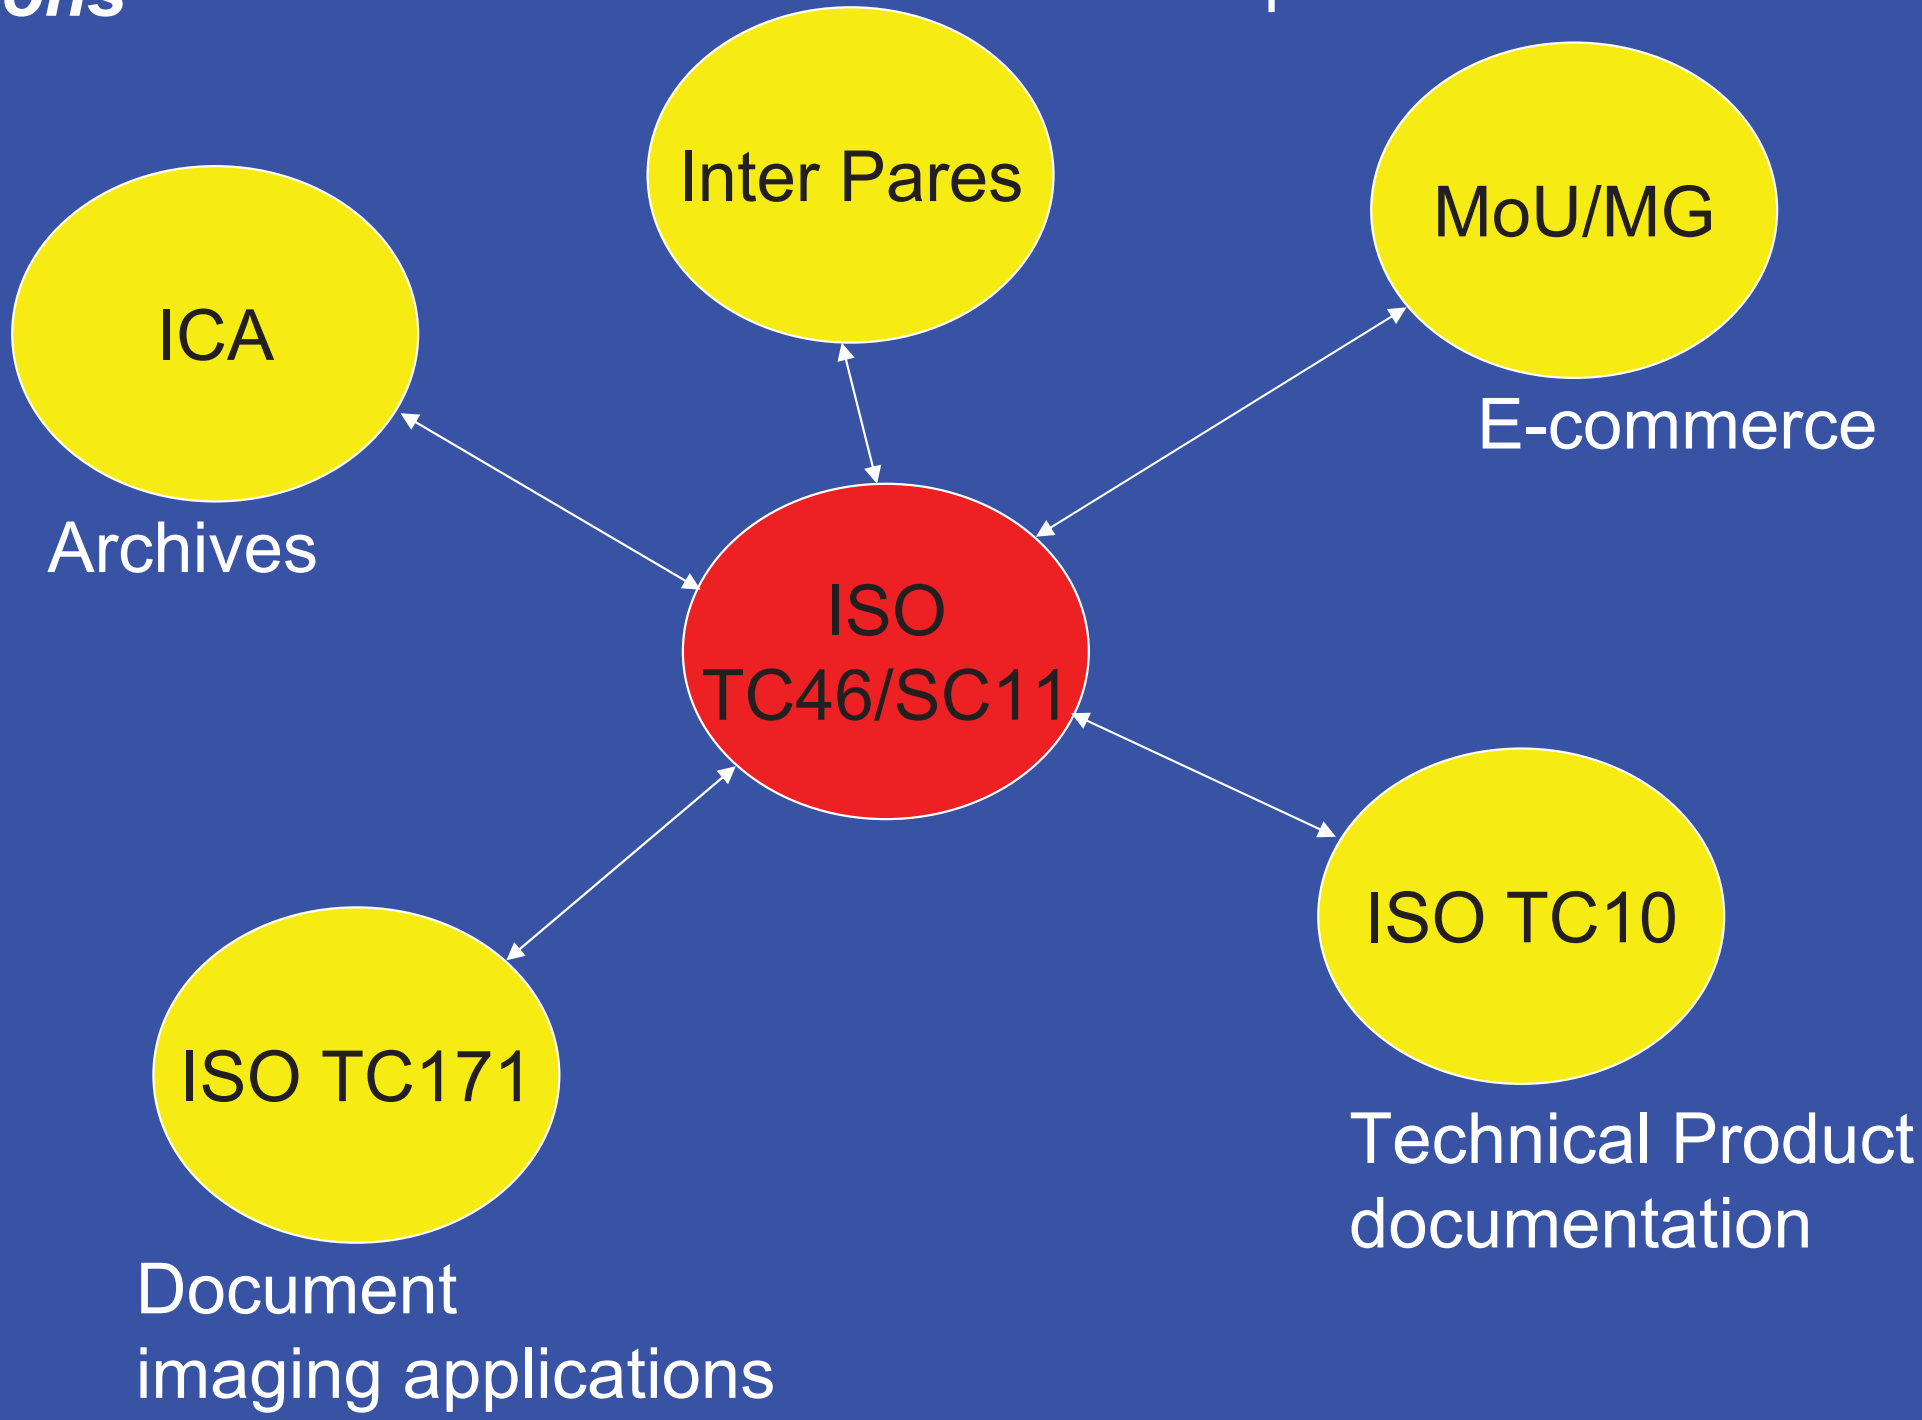 Inter Pares
MoU/MG
ICA
E-commerce
Archives
ISO
TC46/SC11
ISO TC10
ISO TC171
Technical Product
documentation
Document
imaging applications